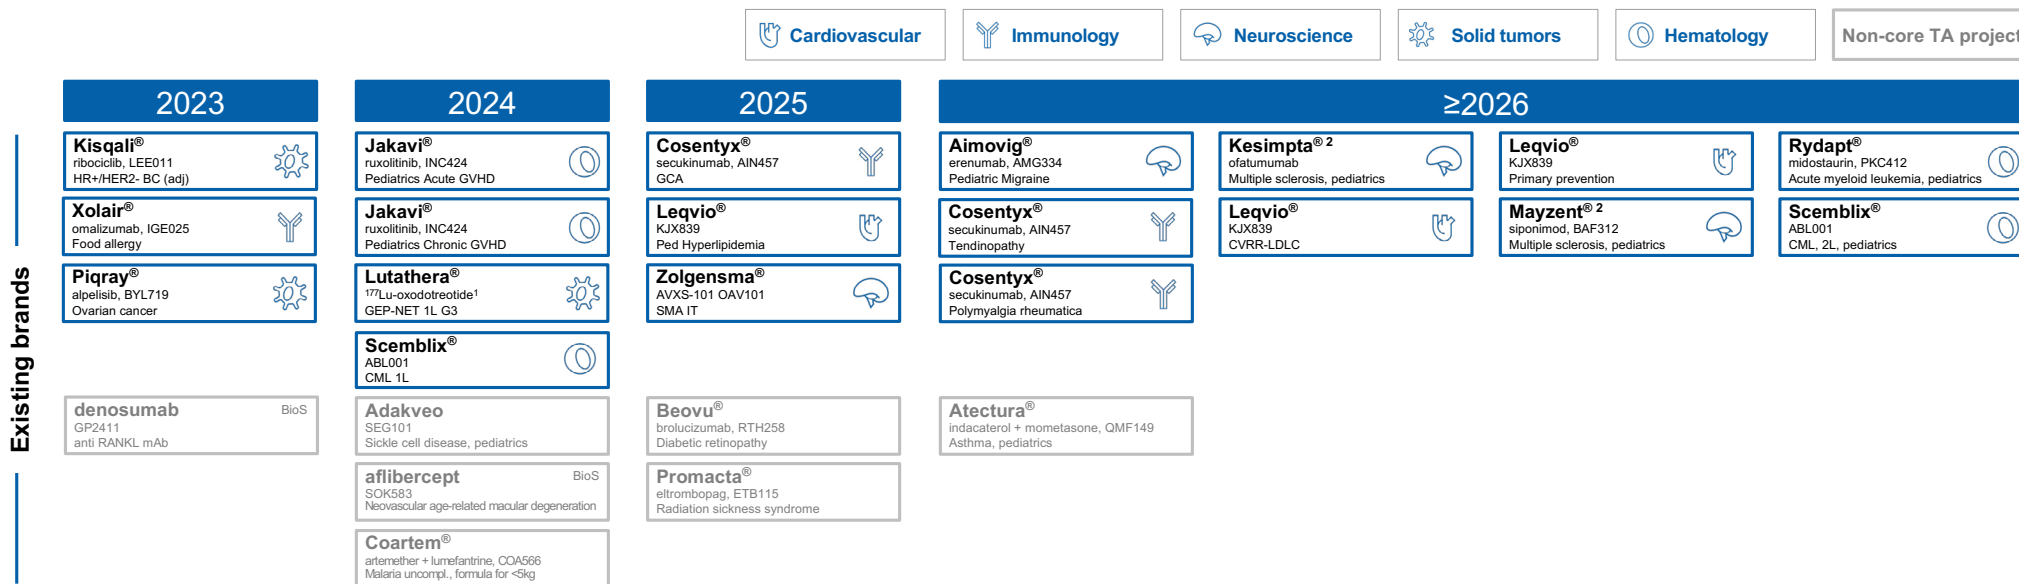 Cardiovascular
Immunology
Neuroscience
Solid tumors
Hematology
Non-core TA project
2023
2024
2025
≥2026
Existing brands
Kisqali®
ribociclib, LEE011
HR+/HER2- BC (adj)
Xolair®
omalizumab, IGE025
Food allergy
Piqray®
alpelisib, BYL719
Ovarian cancer
denosumab BioS
GP2411
anti RANKL mAb
Jakavi®
ruxolitinib, INC424
Pediatrics Acute GVHD
Jakavi®
ruxolitinib, INC424
Pediatrics Chronic GVHD
Lutathera®
¹⁷⁷Lu-oxodotreotide¹
GEP-NET 1L G3
Scemblix®
ABL001
CML 1L
Adakveo
SEG101
Sickle cell disease, pediatrics
aflibercept BioS
SOK583
Neovascular age-related macular degeneration
Coartem®
artemether + lumefantrine, COA566
Malaria uncompl., formula for <5kg
Cosentyx®
secukinumab, AIN457
GCA
Leqvio®
KJX839
Ped Hyperlipidemia
Zolgensma®
AVXS-101 OAV101
SMA IT
Beovu®
brolucizumab, RTH258
Diabetic retinopathy
Promacta®
eltrombopag, ETB115
Radiation sickness syndrome
Aimovig®
erenumab, AMG334
Pediatric Migraine
Cosentyx®
secukinumab, AIN457
Tendinopathy
Cosentyx®
secukinumab, AIN457
Polymyalgia rheumatica
Atectura®
indacaterol + mometasone, QMF149
Asthma, pediatrics
Kesimpta® ²
ofatumumab
Multiple sclerosis, pediatrics
Leqvio®
KJX839
CVRR-LDLC
Leqvio®
KJX839
Primary prevention
Mayzent® ²
siponimod, BAF312
Multiple sclerosis, pediatrics
Rydapt®
midostaurin, PKC412
Acute myeloid leukemia, pediatrics
Scemblix®
ABL001
CML, 2L, pediatrics